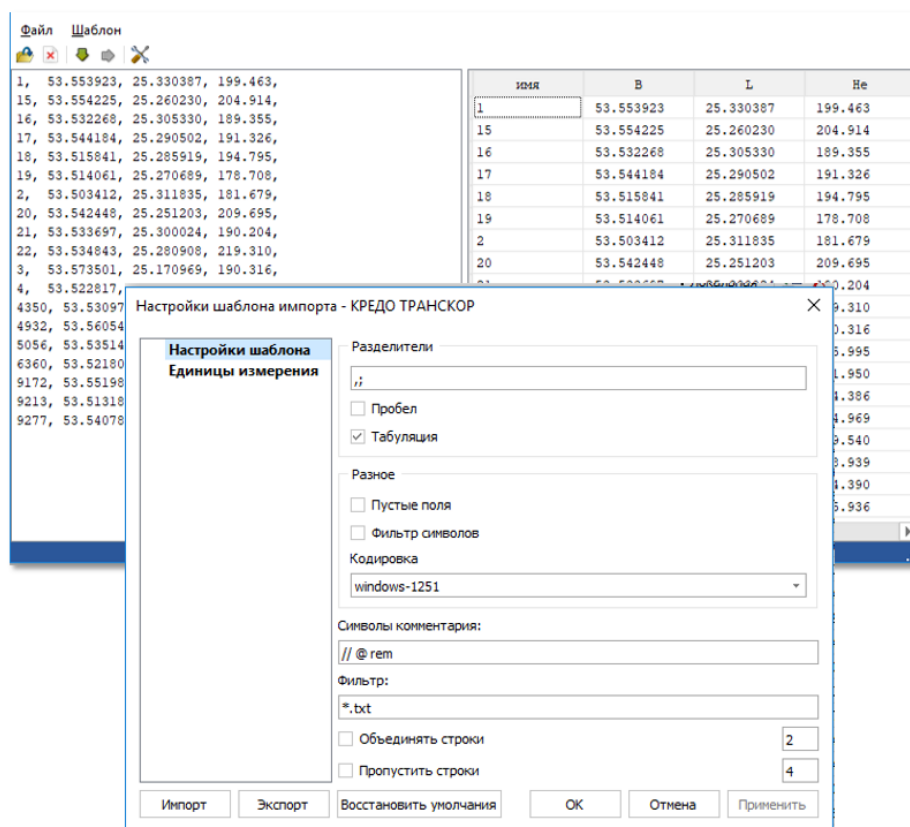 Файл Шаблон
1, 53.553923, 25.330387, 199.463,
15, 53.554225, 25.260230, 204.914,
16, 53.532268, 25.305330, 189.355,
17, 53.544184, 25.290502, 191.326,
18, 53.515841, 25.285919, 194.795,
19, 53.514061, 25.270689, 178.708,
2, 53.503412, 25.311835, 181.679,
20, 53.542448, 25.251203, 209.695,
21, 53.533697, 25.300024, 190.204,
22, 53.534843, 25.280908, 219.310,
3, 53.573501, 25.170969, 190.316,
4, 53.522817,
4350, 53.53097
4932, 53.56054
5056, 53.53514
6360, 53.52180
9172, 53.55198
9213, 53.51318
9277, 53.54078
имя B L He
1 53.553923 25.330387 199.463
15 53.554225 25.260230 204.914
16 53.532268 25.305330 189.355
17 53.544184 25.290502 191.326
18 53.515841 25.285919 194.795
19 53.514061 25.270689 178.708
2 53.503412 25.311835 181.679
20 53.542448 25.251203 209.695
Настройки шаблона импорта - КРЕДО ТРАНСКОР
Настройки шаблона
Единицы измерения
Разделители
,;
Пробел
Табуляция
Разное
Пустые поля
Фильтр символов
Кодировка
windows-1251
Символы комментария:
// @ rem
Фильтр:
*.txt
Объединять строки 2
Пропустить строки 4
Импорт Экспорт Восстановить умолчания OK Отмена Применить